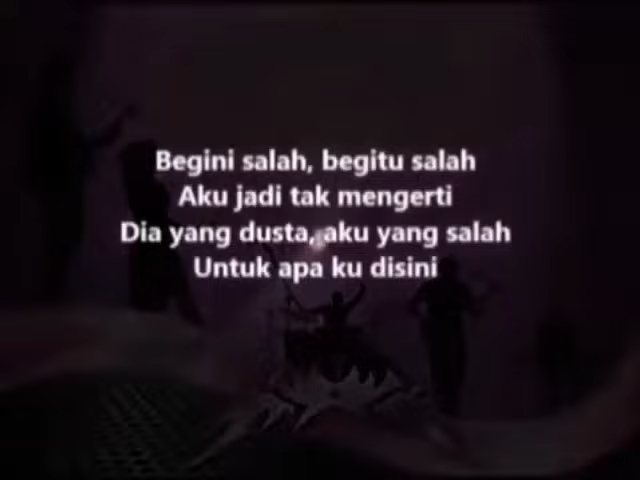 Begini salah, begitu salah
Aku jadi tak mengerti
Dia yang dusta, aku yang salah
Untuk apa ku disini